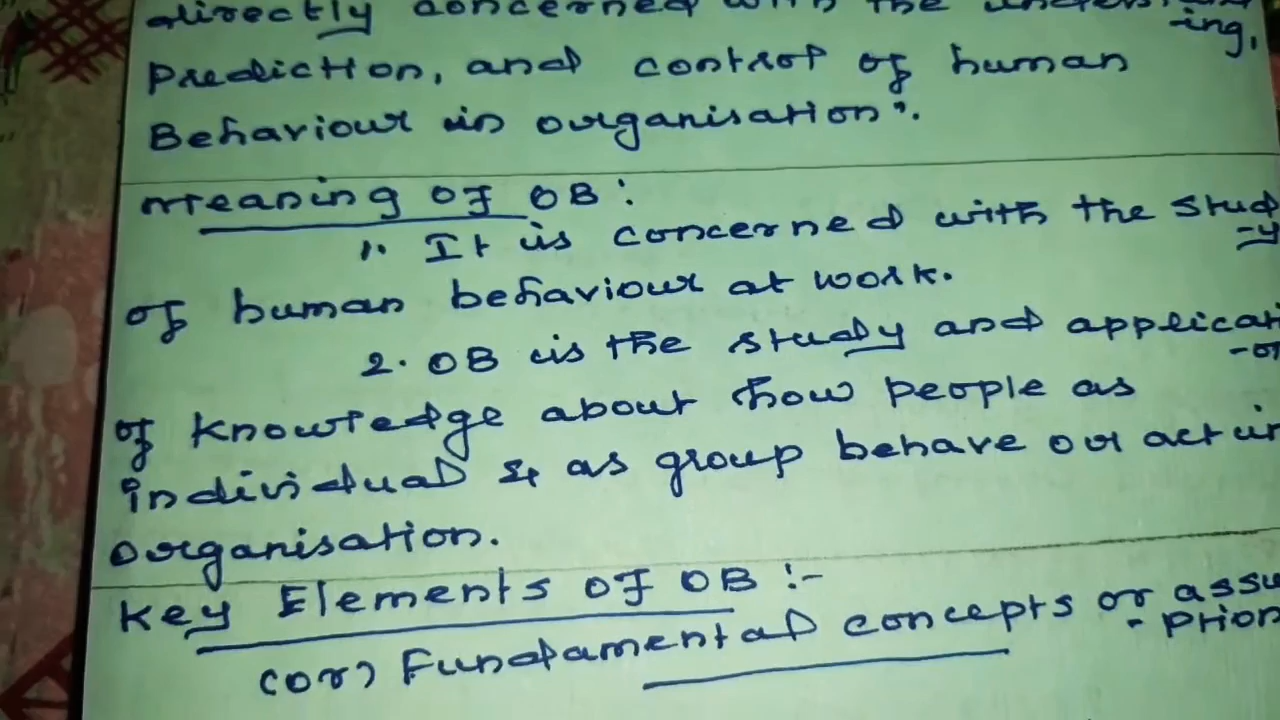 directly concerned with the understand
-ing,
Prediction, and control of human
Behaviour in organisation".
Meaning of OB:
1. It is concerned with the stud
-y
of human behaviour at work.
2. OB is the study and applicati
-on
of knowledge about how people as
individual & as group behave or act in
organisation.
Key Elements of OB :-
(or) Fundamental concepts or assu
-ption